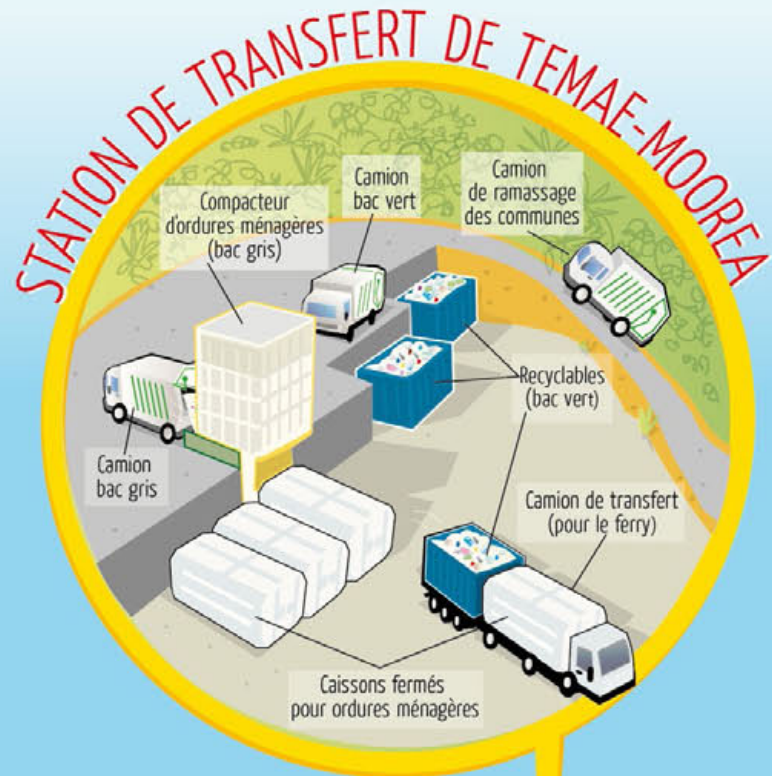 STATION DE TRANSFERT DE TEMAE-MOOREA
Compacteur
d'ordures ménagères
(bac gris)
Camion
bac vert
Camion
de ramassage
des communes
Recyclables
(bac vert)
Camion
bac gris
Camion de transfert
(pour le ferry)
Caissons fermés
pour ordures ménagères